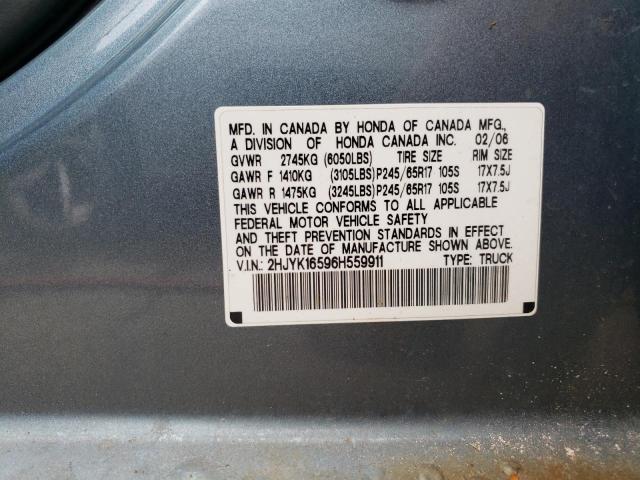 MFD. IN CANADA BY HONDA OF CANADA MFG.,
A DIVISION OF HONDA CANADA INC. 02/06
GVWR 2745KG (6050LBS) TIRE SIZE RIM SIZE
GAWR F 1410KG (3105LBS)P245/65R17 105S 17X7.5J
GAWR R 1475KG (3245LBS)P245/65R17 105S 17X7.5J
THIS VEHICLE CONFORMS TO ALL APPLICABLE
FEDERAL MOTOR VEHICLE SAFETY
AND THEFT PREVENTION STANDARDS IN EFFECT
ON THE DATE OF MANUFACTURE SHOWN ABOVE.
V.I.N.: 2HJYK16596H559911 TYPE: TRUCK